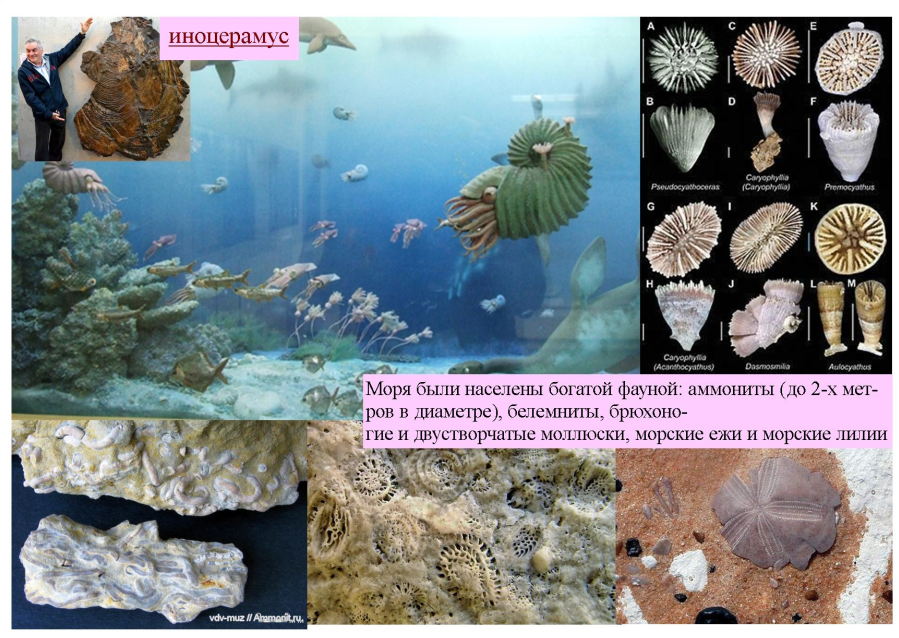 иноцерамус
A
C
E
B
D
F
Pseudocyathoceras
Caryophyllia
(Caryophyllia)
Premocyathus
G
I
K
H
J
L
M
Caryophyllia
(Acanthocyathus)
Dasmosmilia
Aulocyathus
Моря были населены богатой фауной: аммониты (до 2-х мет-
ров в диаметре), белемниты, брюхоно-
гие и двустворчатые моллюски, морские ежи и морские лилии
vdv-muz // Ammonit.ru